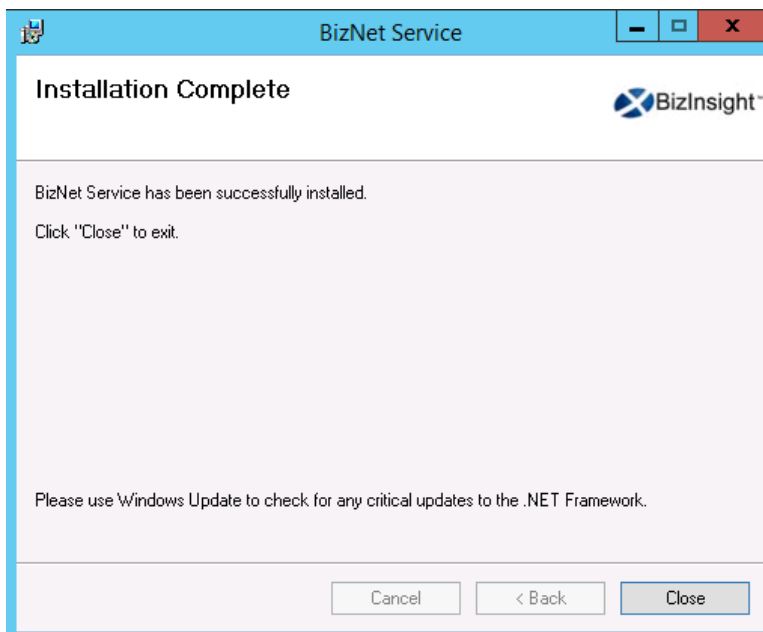 BizNet Service
Installation Complete
BizInsight™
BizNet Service has been successfully installed.
Click "Close" to exit.
Please use Windows Update to check for any critical updates to the .NET Framework.
Cancel
< Back
Close